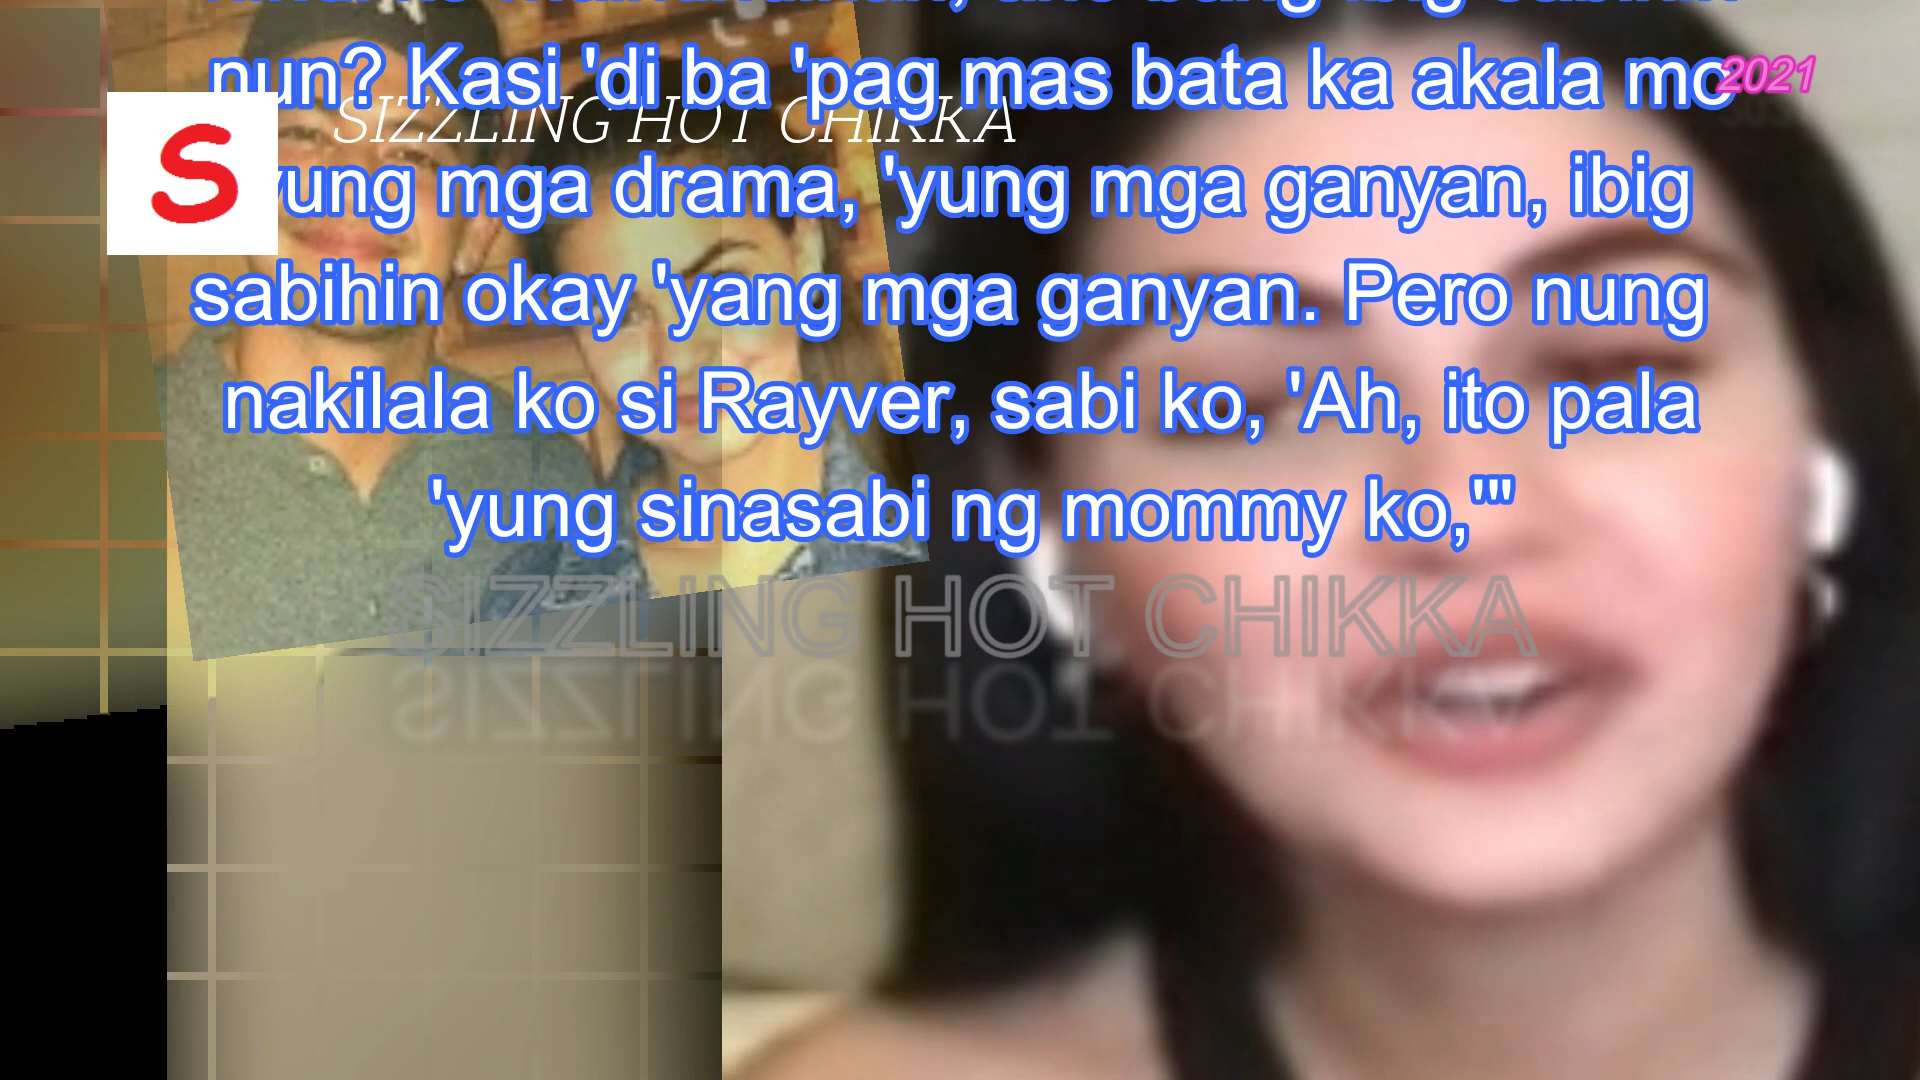 nun? Kasi 'di ba 'pag mas bata ka akala mo
2021
S
SIZZLING HOT CHIKKA
'yung mga drama, 'yung mga ganyan, ibig
sabihin okay 'yang mga ganyan. Pero nung
nakilala ko si Rayver, sabi ko, 'Ah, ito pala
'yung sinasabi ng mommy ko,'"
SIZZLING HOT CHIKKA